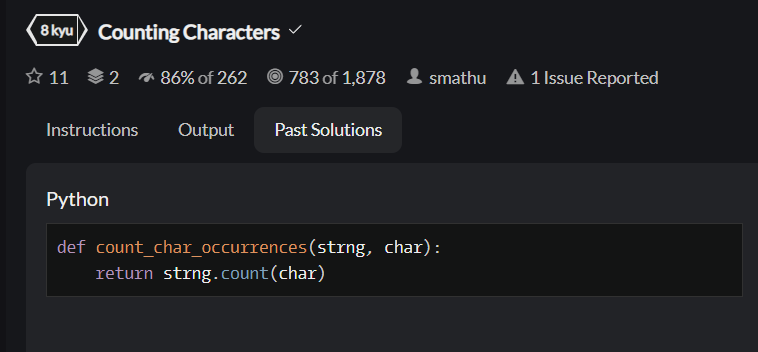 8 kyu Counting Characters
11 2 86% of 262 783 of 1,878 smathu 1 Issue Reported
Instructions Output Past Solutions
Python
def count_char_occurrences(strng, char):
    return strng.count(char)